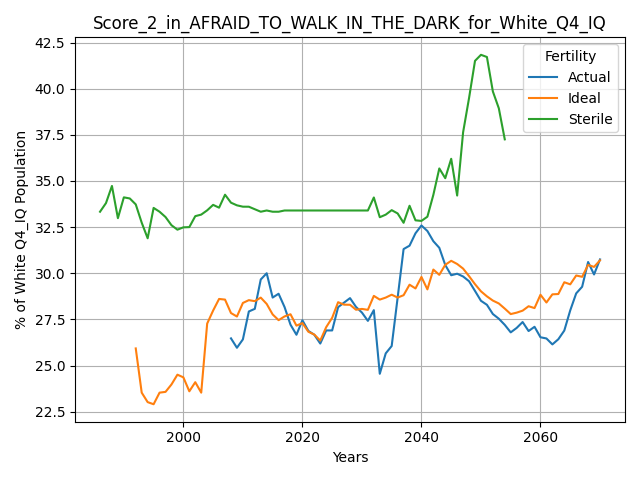 Score_2_in_AFRAID_TO_WALK_IN_THE_DARK_for_White_Q4_IQ
42.5
40.0
37.5
35.0
32.5
30.0
27.5
25.0
22.5
% of White Q4_IQ Population
Fertility
Actual
Ideal
Sterile
2000
2020
2040
2060
Years